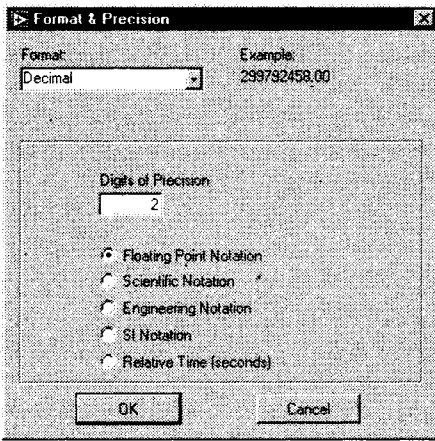 Format & Precision
Format:
Example:
Decimal
299792458.00
Digits of Precision
2
Floating Point Notation
Scientific Notation
Engineering Notation
SI Notation
Relative Time (seconds)
OK
Cancel